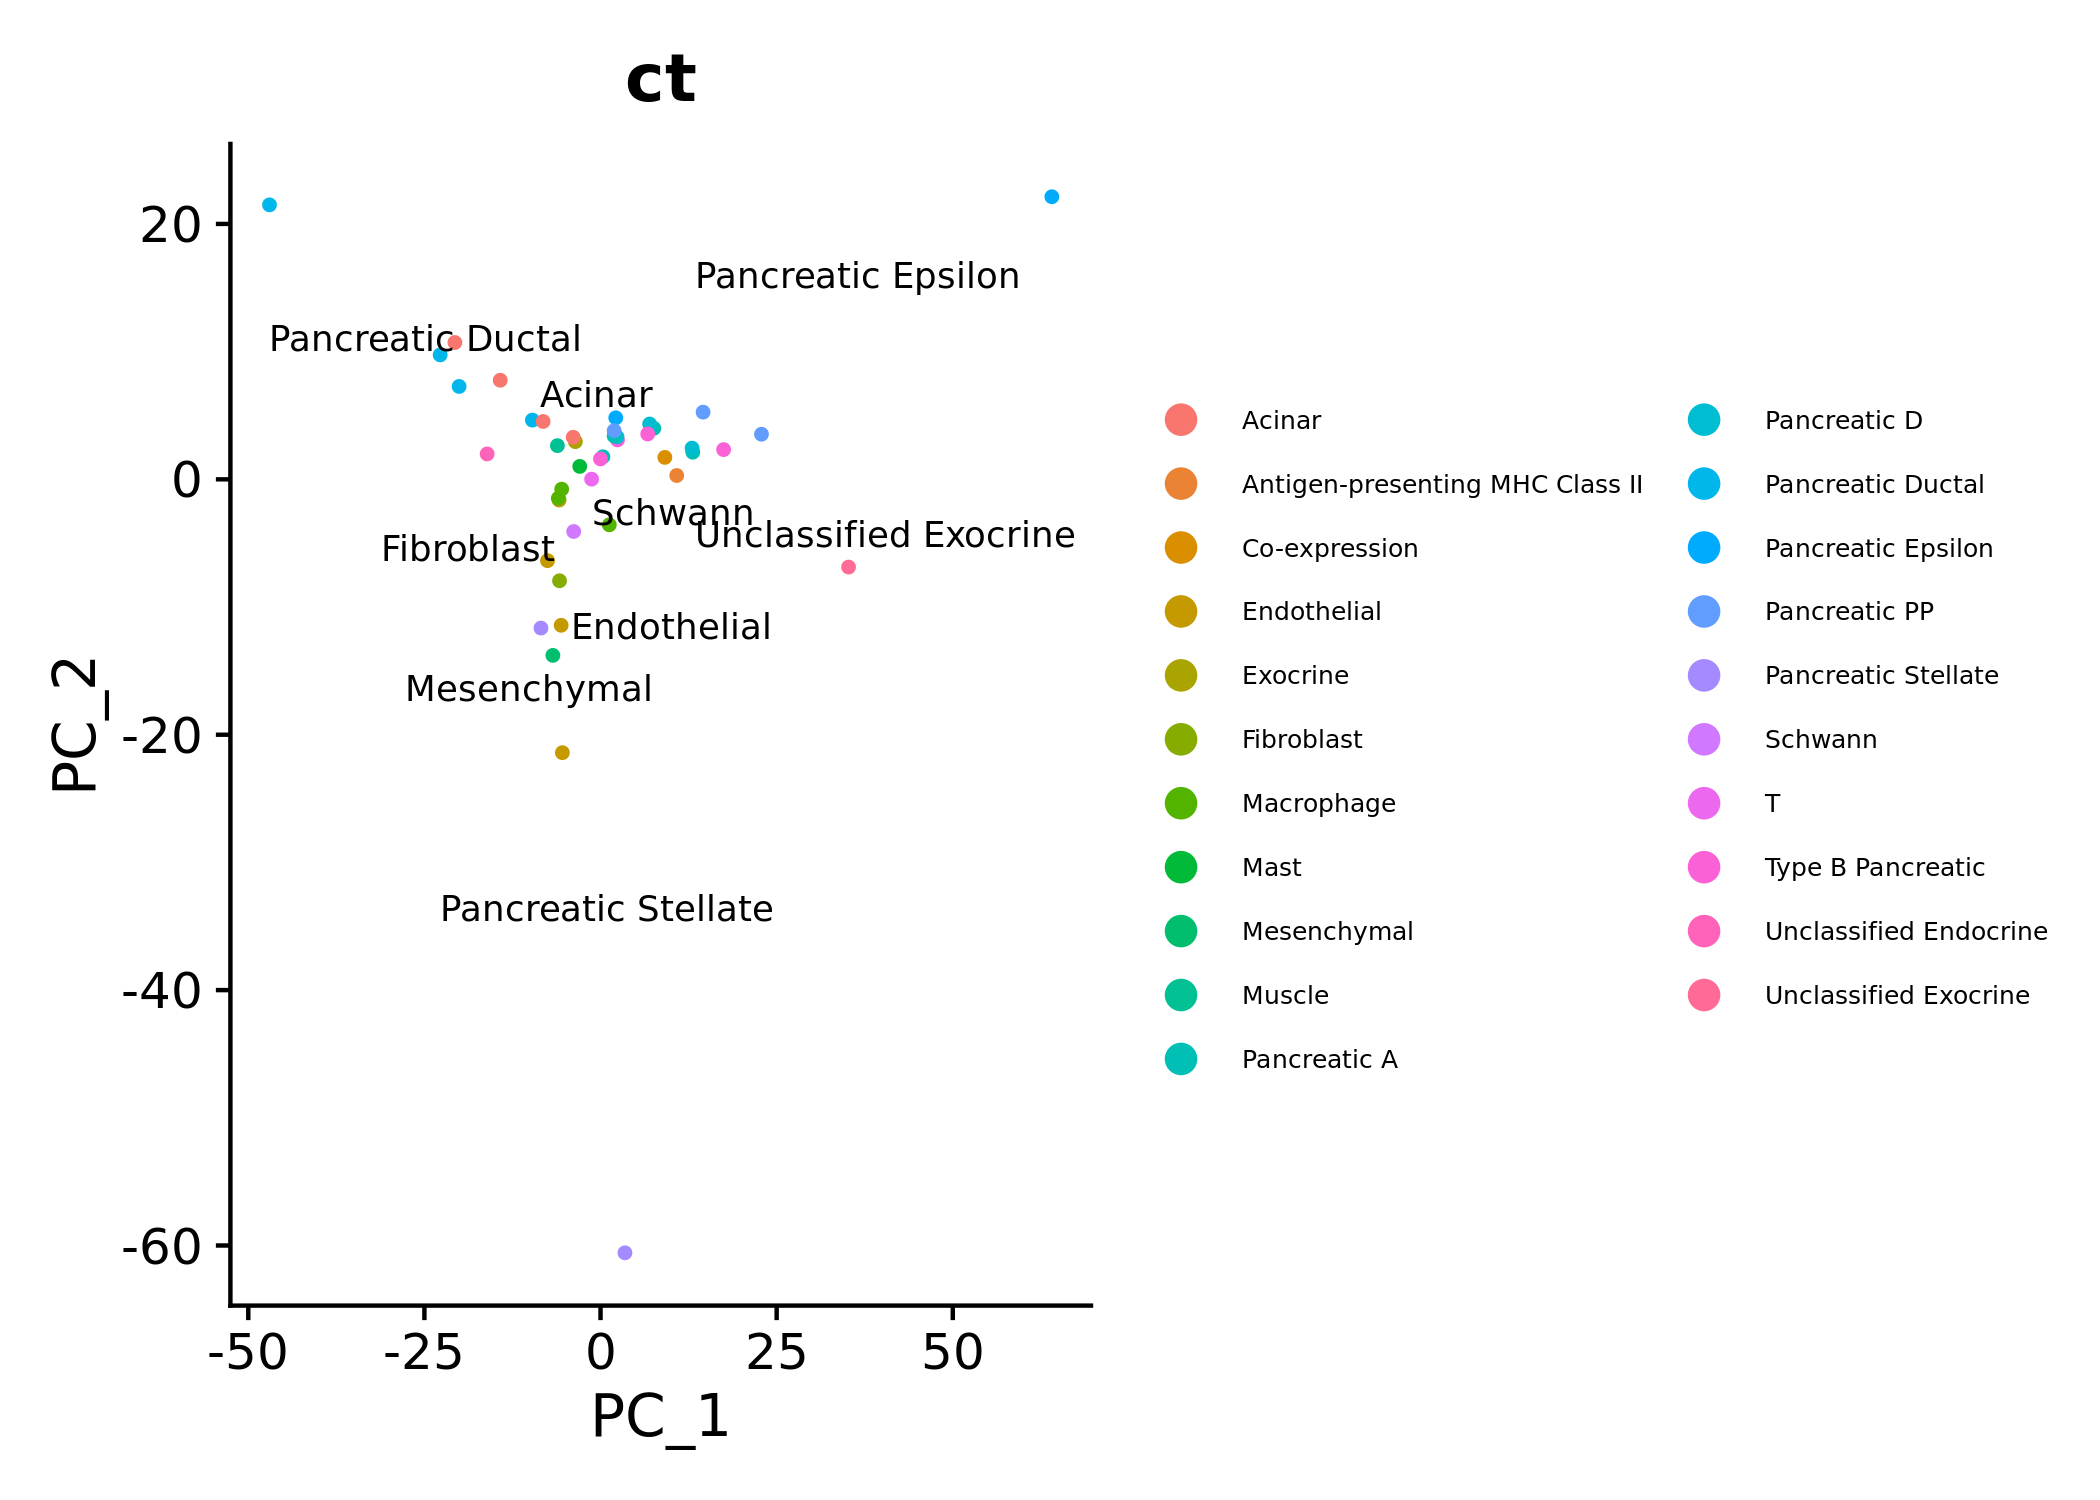 ct
20
0
-20
-40
-60
PC_2
Pancreatic Epsilon
Pancreatic Ductal
Acinar
Schwann
Unclassified Exocrine
Fibroblast
Endothelial
Mesenchymal
Pancreatic Stellate
-50 -25 0 25 50
PC_1
Acinar
Antigen-presenting MHC Class II
Co-expression
Endothelial
Exocrine
Fibroblast
Macrophage
Mast
Mesenchymal
Muscle
Pancreatic A
Pancreatic D
Pancreatic Ductal
Pancreatic Epsilon
Pancreatic PP
Pancreatic Stellate
Schwann
T
Type B Pancreatic
Unclassified Endocrine
Unclassified Exocrine